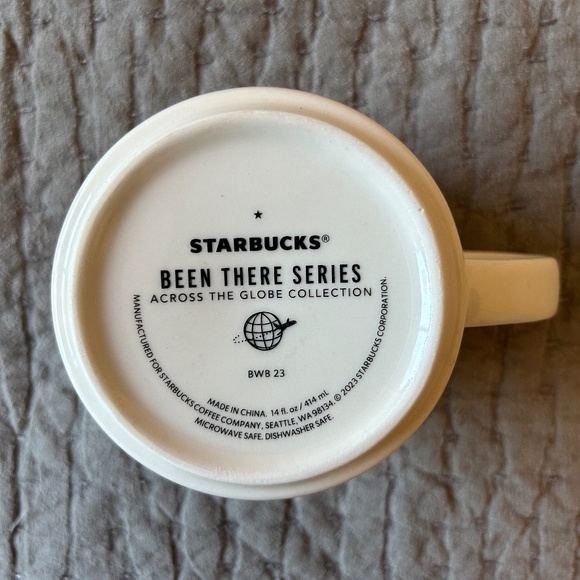 STARBUCKS®
BEEN THERE SERIES
ACROSS THE GLOBE COLLECTION
BWB 23
MADE IN CHINA. 14 fl. oz / 414 mL
MANUFACTURED FOR STARBUCKS COFFEE COMPANY, SEATTLE, WA 98134. © 2023 STARBUCKS CORPORATION.
MICROWAVE SAFE. DISHWASHER SAFE.